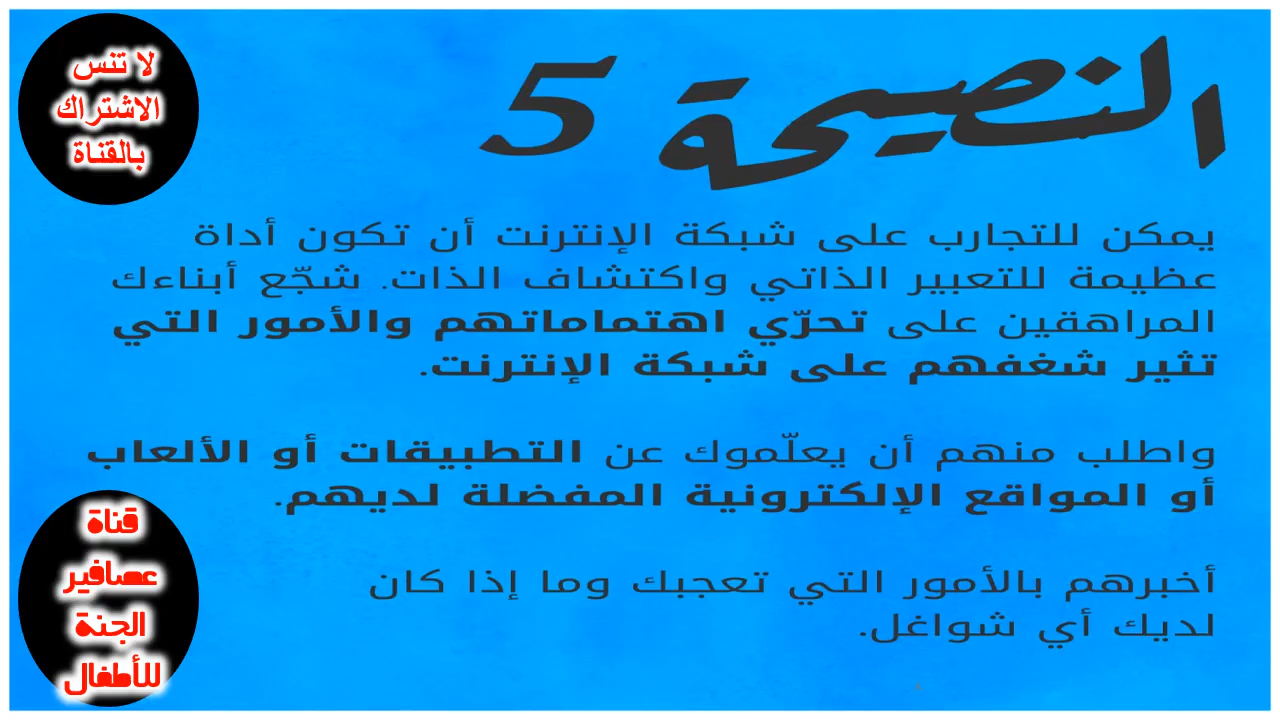 لا تنس
الاشتراك
بالقناة
النصيحة 5
يمكن للتجارب على شبكة الإنترنت أن تكون أداة
عظيمة للتعبير الذاتي واكتشاف الذات. شجّع أبناءك
المراهقين على تحرّي اهتماماتهم والأمور التي
تثير شغفهم على شبكة الإنترنت.
واطلب منهم أن يعلّموك عن التطبيقات أو الألعاب
أو المواقع الإلكترونية المفضلة لديهم.
أخبرهم بالأمور التي تعجبك وما إذا كان
لديك أي شواغل.
قناة
عصافير
الجنة
للأطفال